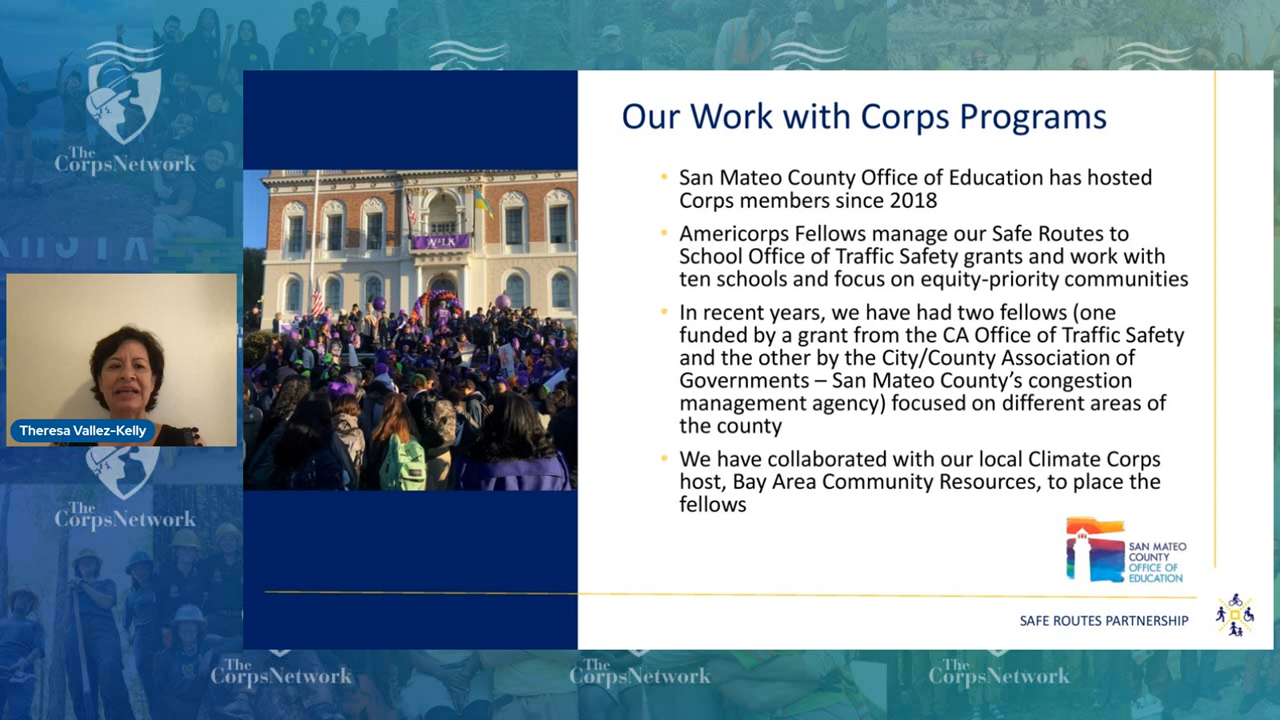 The
CorpsNetwork
Our Work with Corps Programs
• San Mateo County Office of Education has hosted
Corps members since 2018
• Americorps Fellows manage our Safe Routes to
School Office of Traffic Safety grants and work with
ten schools and focus on equity-priority communities
• In recent years, we have had two fellows (one
funded by a grant from the CA Office of Traffic Safety
and the other by the City/County Association of
Governments – San Mateo County's congestion
management agency) focused on different areas of
the county
• We have collaborated with our local Climate Corps
host, Bay Area Community Resources, to place the
fellows
WALK
Theresa Vallez-Kelly
The
CorpsNetwork
SAN MATEO
COUNTY
OFFICE OF
EDUCATION
SAFE ROUTES PARTNERSHIP
The
CorpsNetwork
The
CorpsNetwork
The
CorpsNetwork